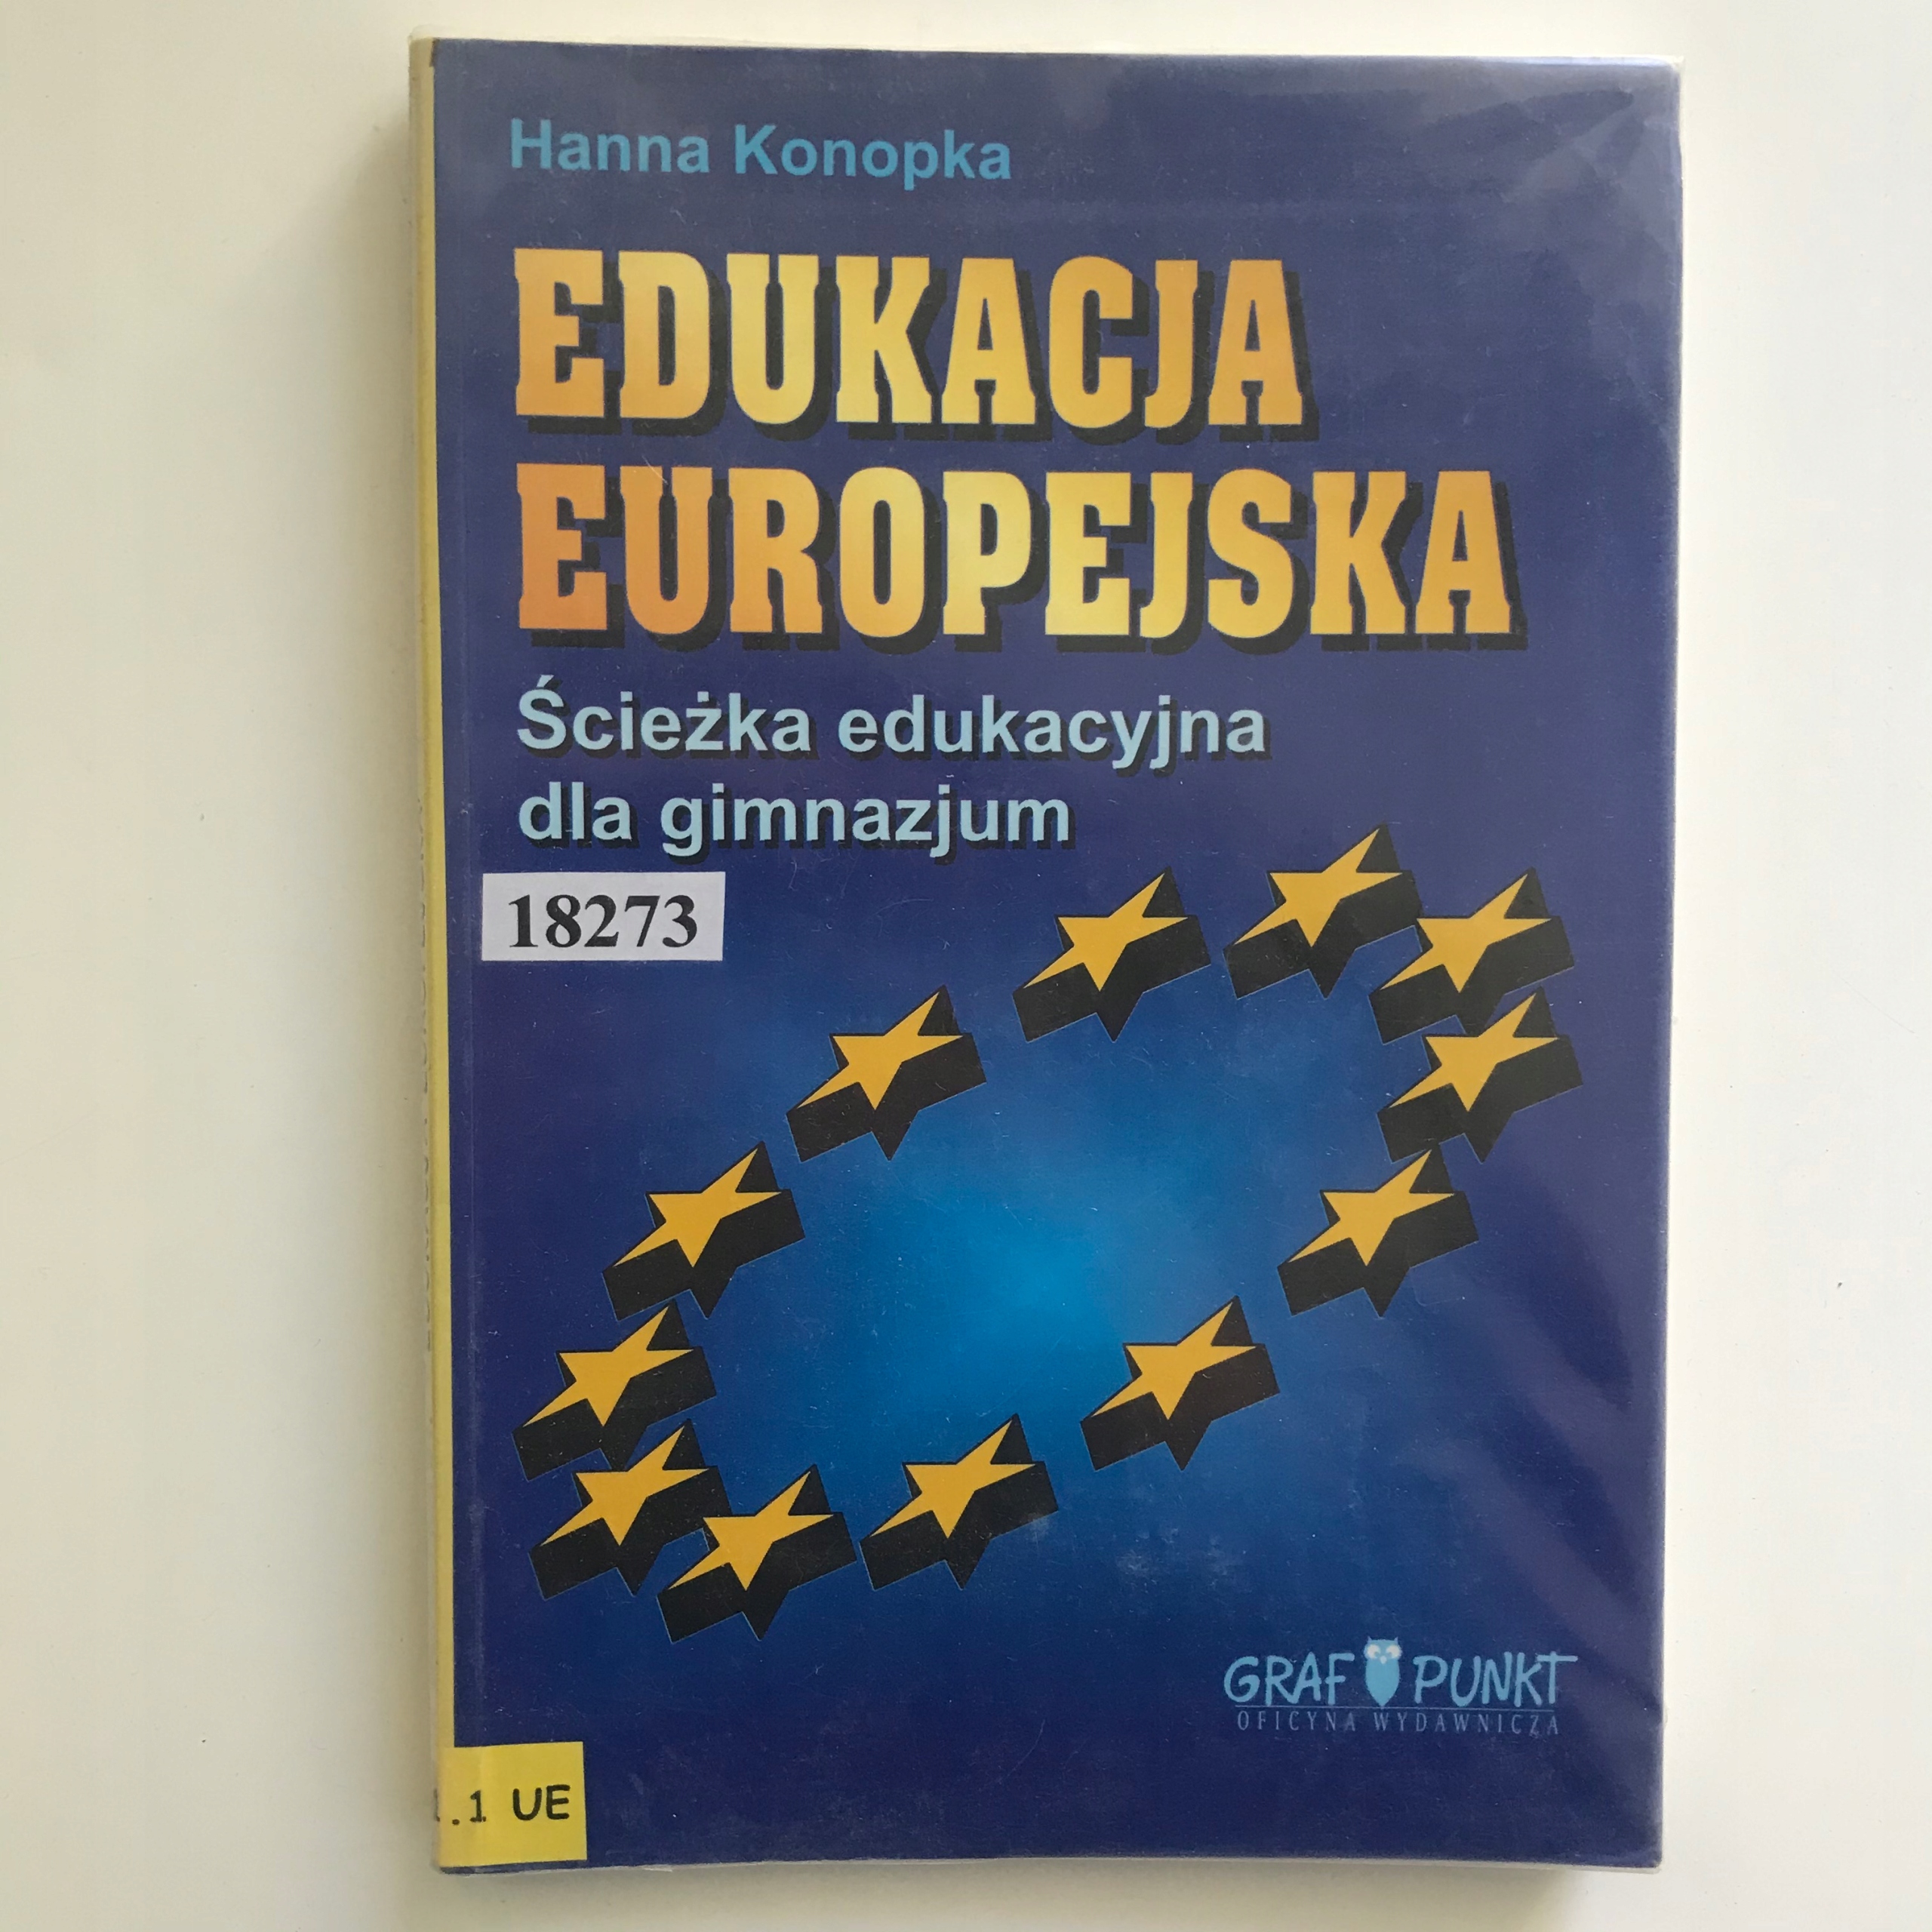 Hanna Konopka
EDUKACJA
EUROPEJSKA
Ścieżka edukacyjna
dla gimnazjum
18273
GRAF PUNKT
OFICYNA WYDAWNICZA
.1 UE